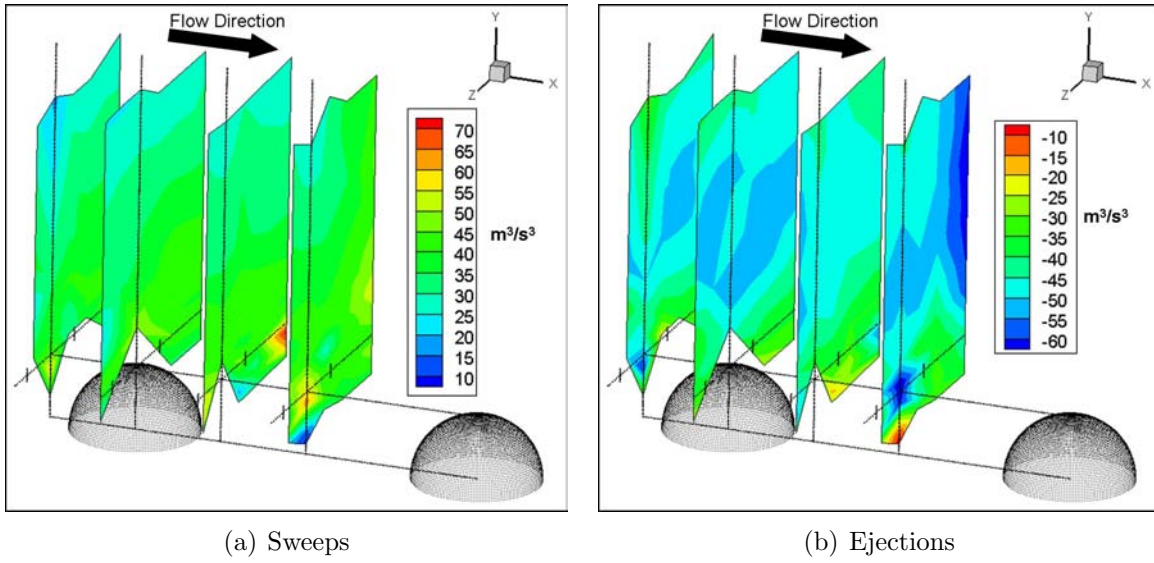 Flow Direction
Y
X
Z
70
65
60
55
50
45
40
35
30
25
20
15
10
m³/s³
(a) Sweeps
Flow Direction
Y
X
Z
-10
-15
-20
-25
-30
-35
-40
-45
-50
-55
-60
m³/s³
(b) Ejections